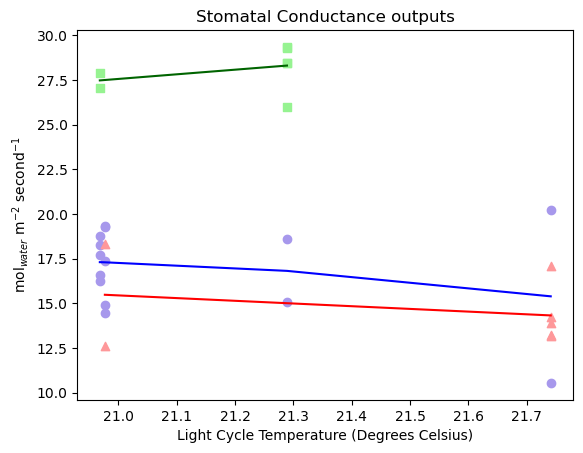 Stomatal Conductance outputs
mol_water m⁻² second⁻¹
30.0
27.5
25.0
22.5
20.0
17.5
15.0
12.5
10.0
21.0 21.1 21.2 21.3 21.4 21.5 21.6 21.7
Light Cycle Temperature (Degrees Celsius)